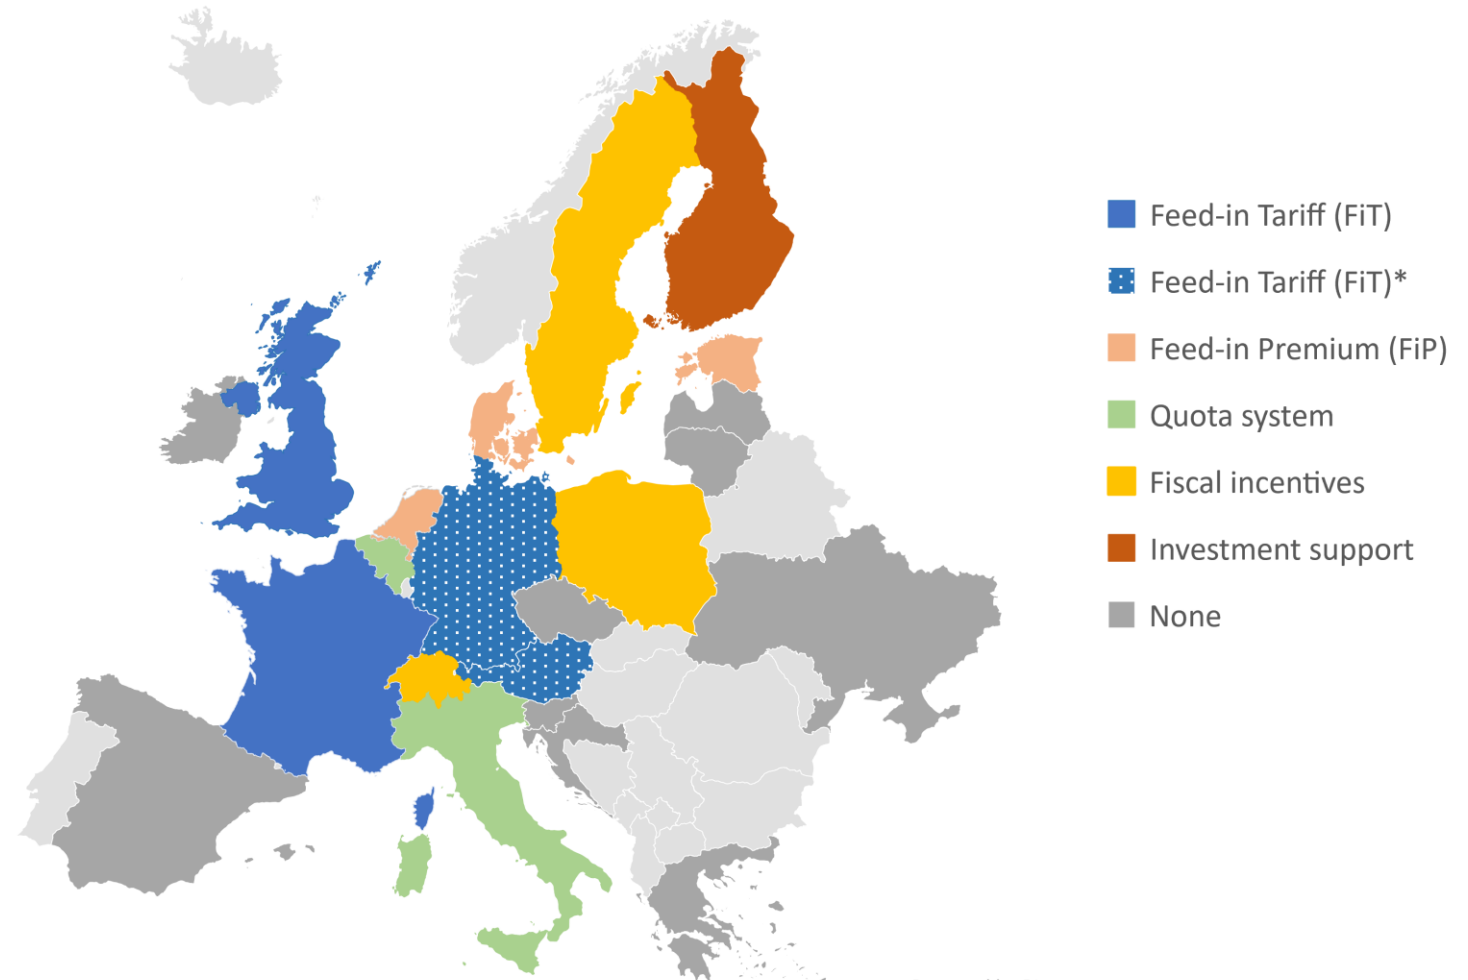 Feed-in Tariff (FiT)
Feed-in Tariff (FiT)*
Feed-in Premium (FiP)
Quota system
Fiscal incentives
Investment support
None